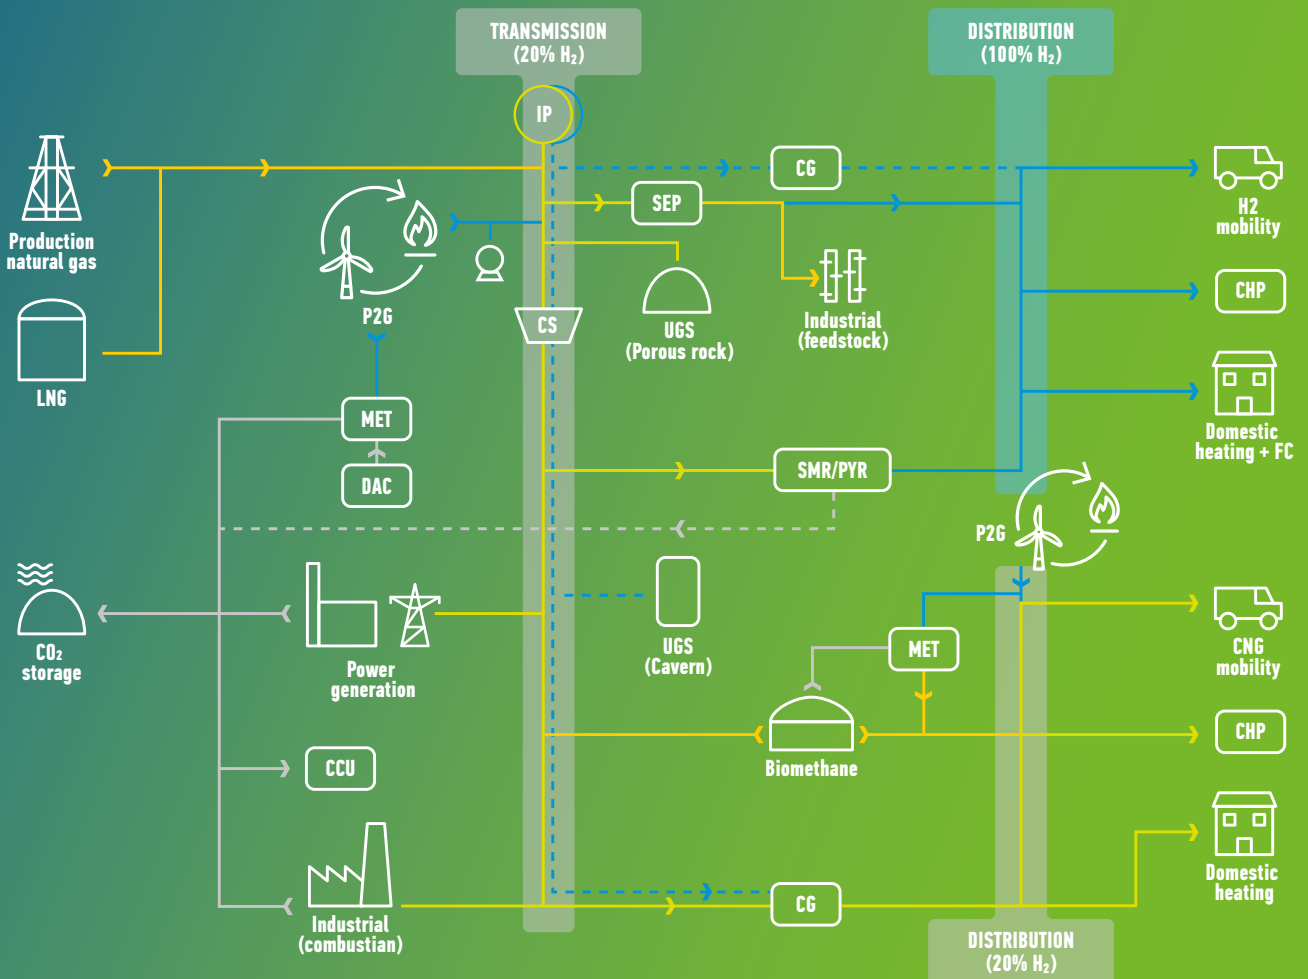 TRANSMISSION
(20% H₂)
DISTRIBUTION
(100% H₂)
IP
CG
SEP
H2
mobility
Production
natural gas
P2G
CS
UGS
(Porous rock)
Industrial
(feedstock)
CHP
LNG
MET
DAC
SMR/PYR
Domestic
heating + FC
P2G
CO₂
storage
Power
generation
UGS
(Cavern)
MET
CNG
mobility
Biomethane
CHP
CCU
Industrial
(combustian)
CG
Domestic
heating
DISTRIBUTION
(20% H₂)